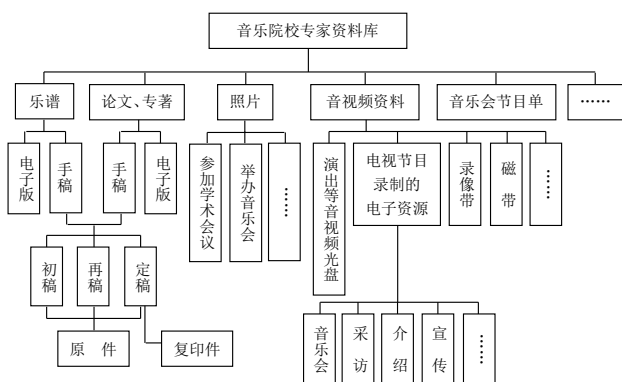 音乐院校专家资料库
乐谱
论文、专著
照片
音视频资料
音乐会节目单
……
电子版
手稿
手稿
电子版
参加学术会议
举办音乐会
……
演出等音视频光盘
电视节目
录制的
电子资源
录像带
磁带
……
初稿
再稿
定稿
原 件
复印件
音乐会
采访
介绍
宣传
……